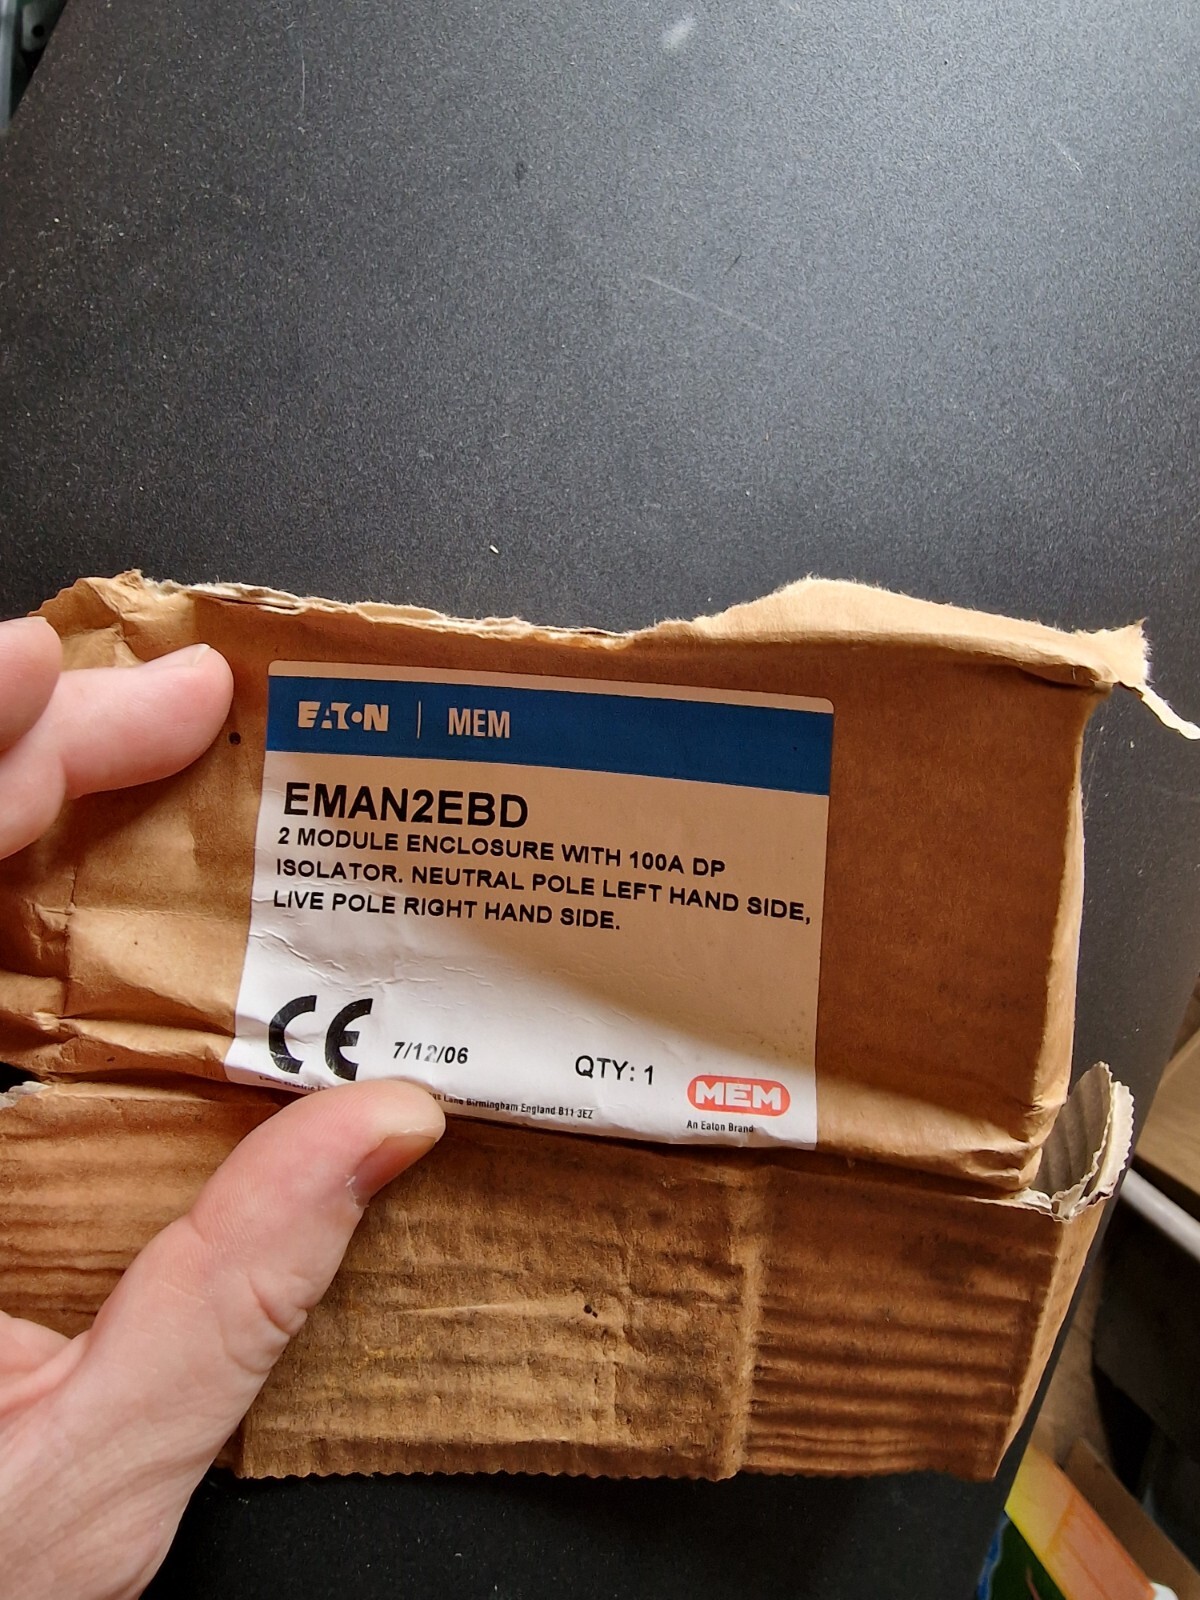 EATON | MEM
EMAN2EBD
2 MODULE ENCLOSURE WITH 100A DP
ISOLATOR. NEUTRAL POLE LEFT HAND SIDE,
LIVE POLE RIGHT HAND SIDE.
CE 7/12/06 QTY: 1 MEM
Lane Birmingham England B11 3EZ
An Eaton Brand